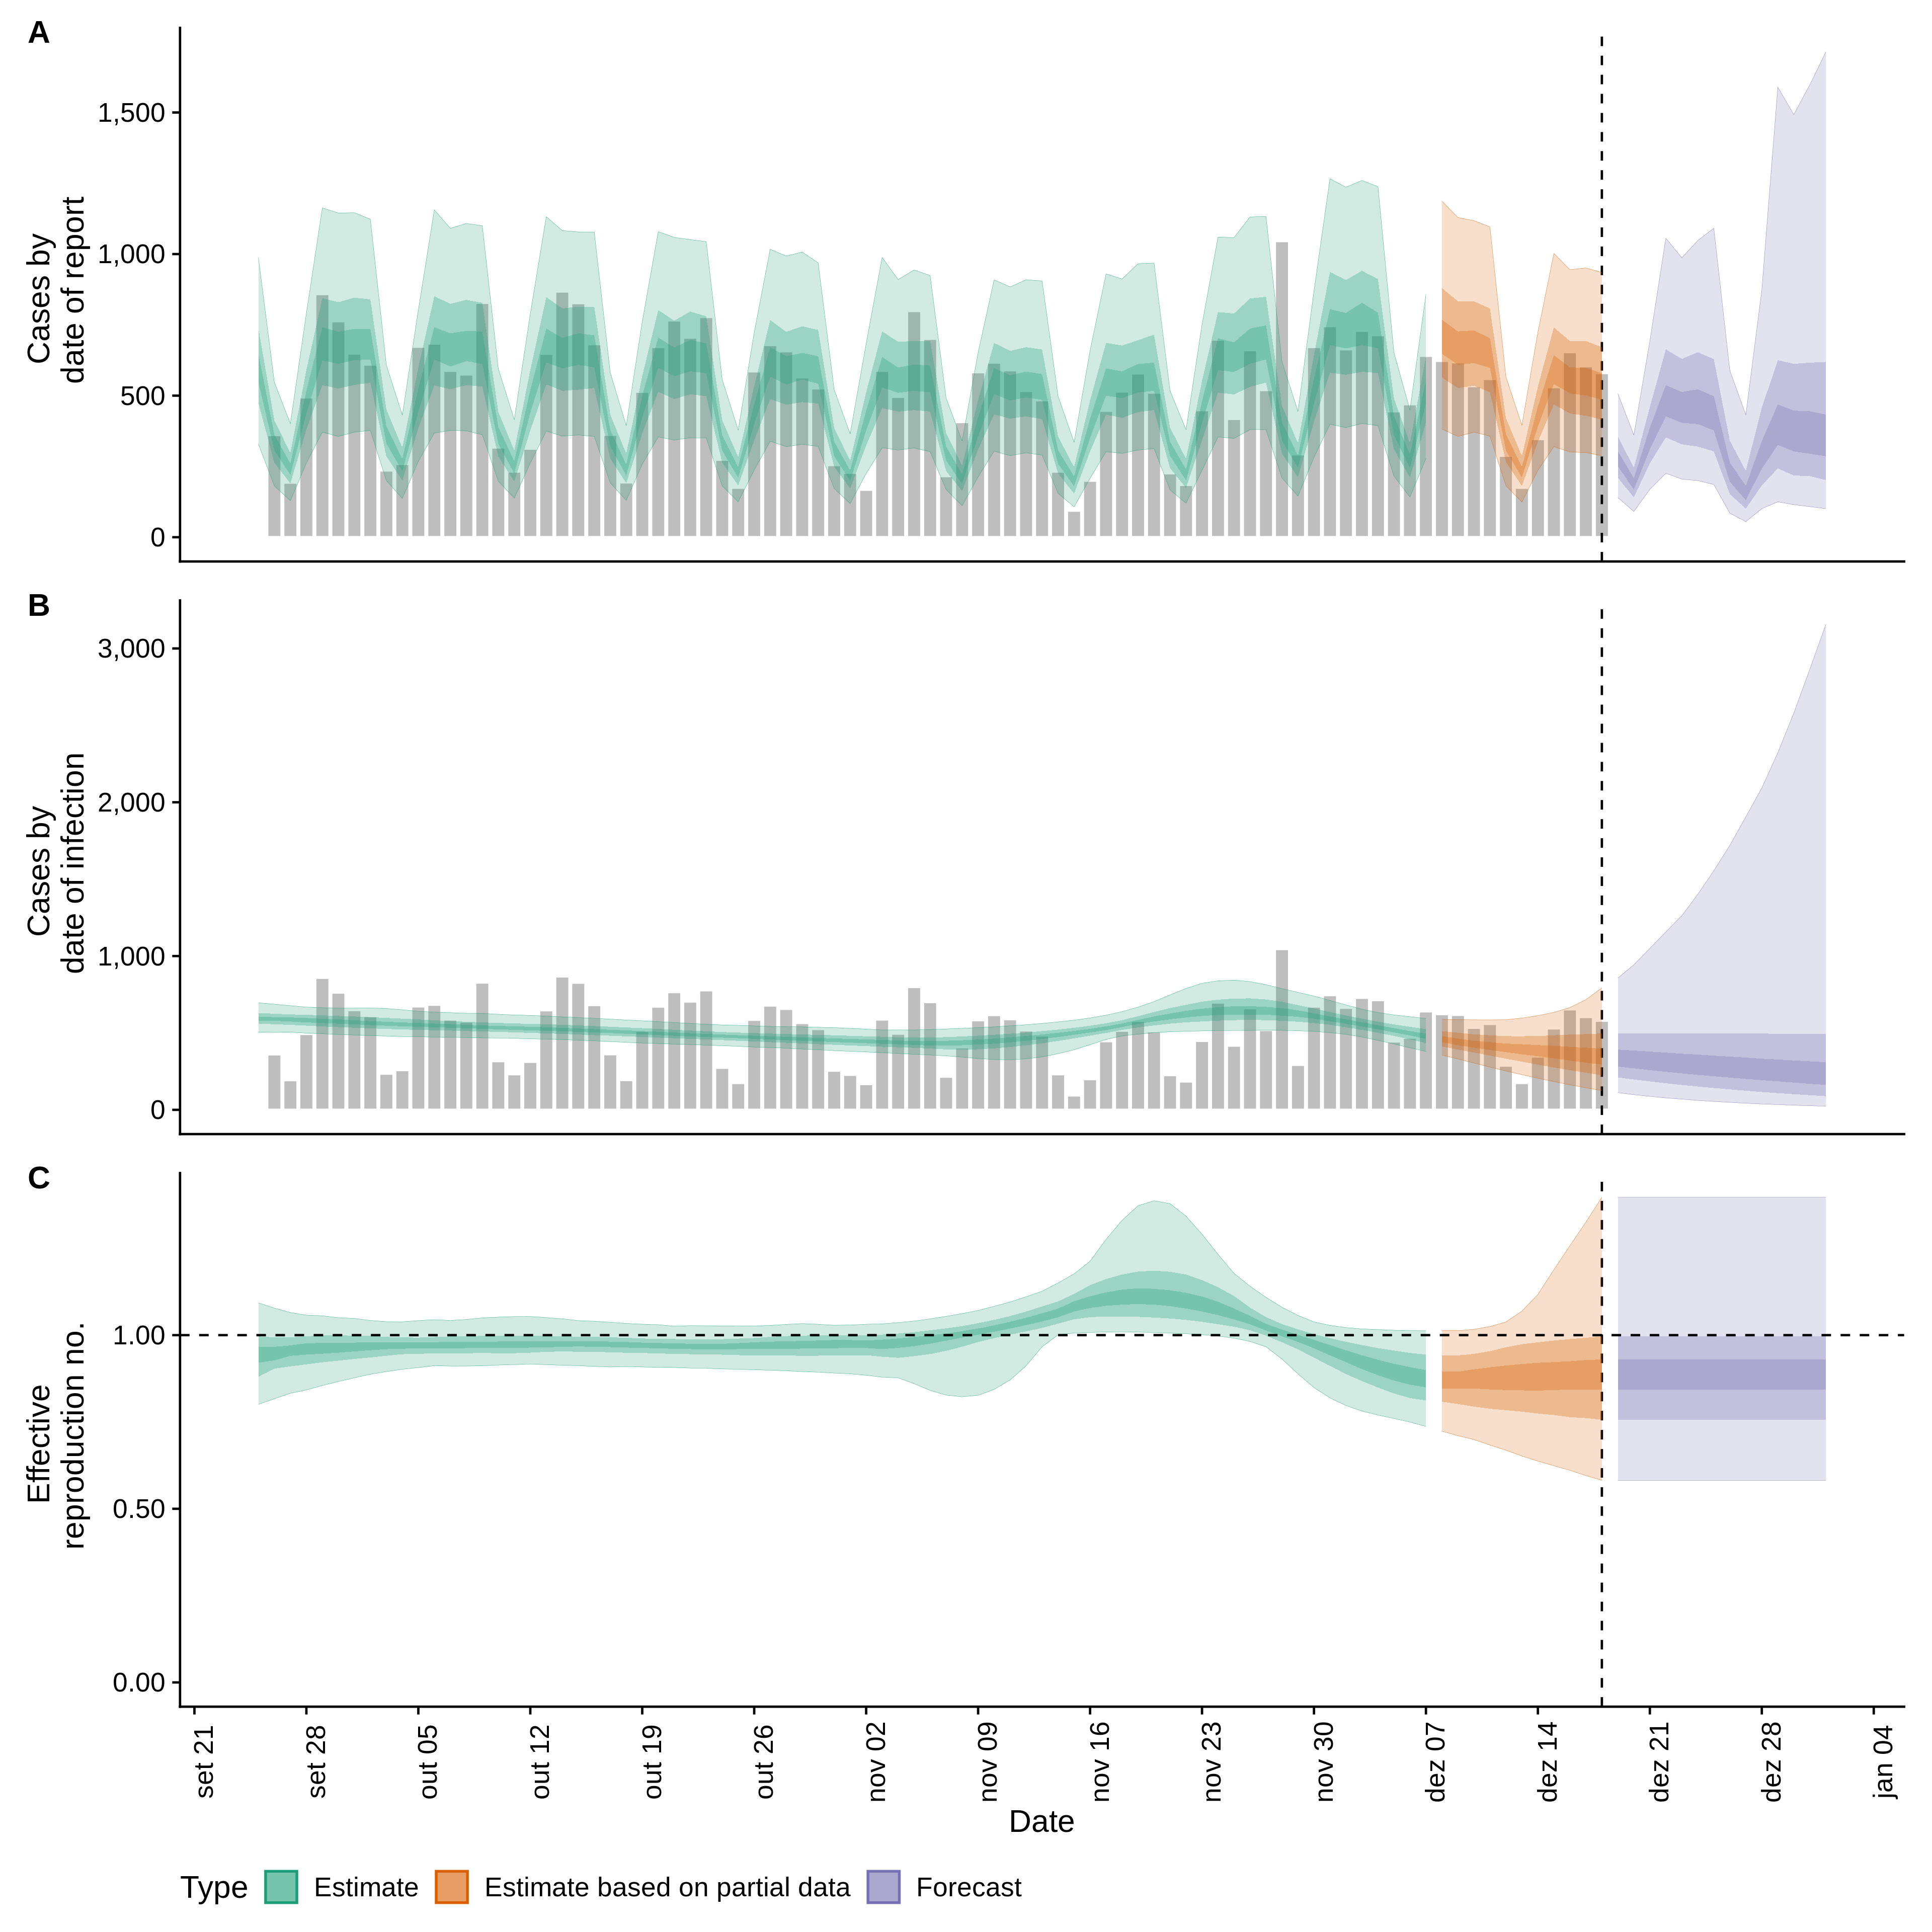 A
1,500
1,000
500
0
Cases by
date of report
B
3,000
2,000
1,000
0
Cases by
date of infection
C
1.00
0.50
0.00
Effective
reproduction no.
set 21
set 28
out 05
out 12
out 19
out 26
nov 02
nov 09
nov 16
nov 23
nov 30
dez 07
dez 14
dez 21
dez 28
jan 04
Date
Type Estimate Estimate based on partial data Forecast